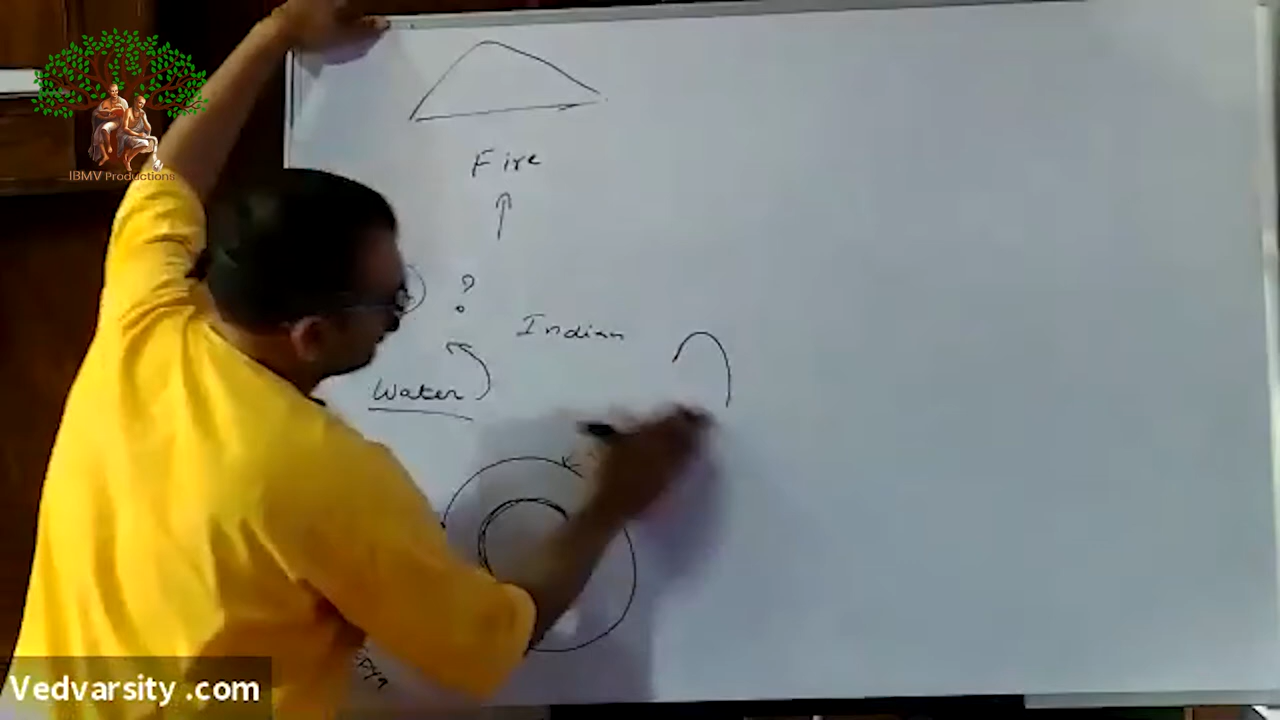 IBMV Productions
Fire
?
Indian
Water
Vedvarsity .com